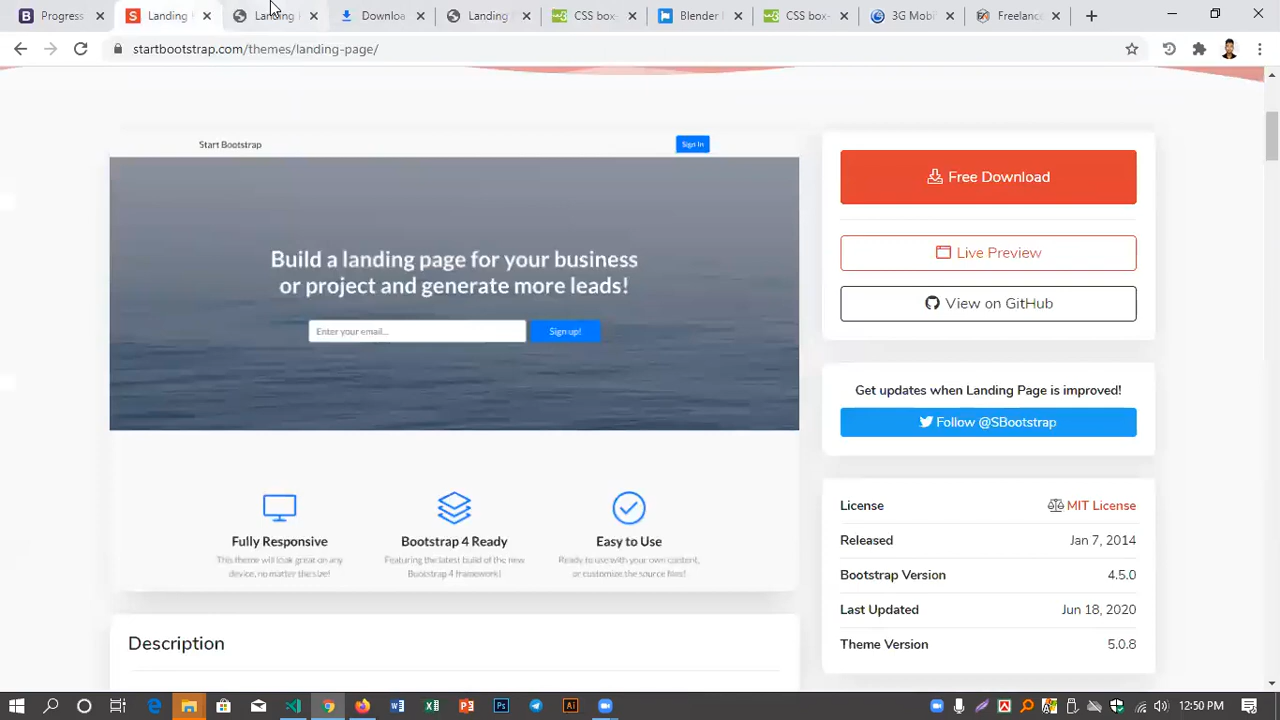 Progress
Landing
Landing
Downloa
Landing
CSS box-
Blende
CSS box
3G Mob
Freelanc
startbootstrap.com/themes/landing-page/
Start Bootstrap
Sign In
Build a landing page for your business
or project and generate more leads!
Enter your email...
Sign up!
Fully Responsive
This theme will look great on any
device, no matter the size!
Bootstrap 4 Ready
Featuring the latest build of the new
Bootstrap 4 framework!
Easy to Use
Ready to use with your own content,
or customize the source files!
Description
Free Download
Live Preview
View on GitHub
Get updates when Landing Page is improved!
Follow @SBootstrap
License MIT License
Released Jan 7, 2014
Bootstrap Version 4.5.0
Last Updated Jun 18, 2020
Theme Version 5.0.8
12:50 PM